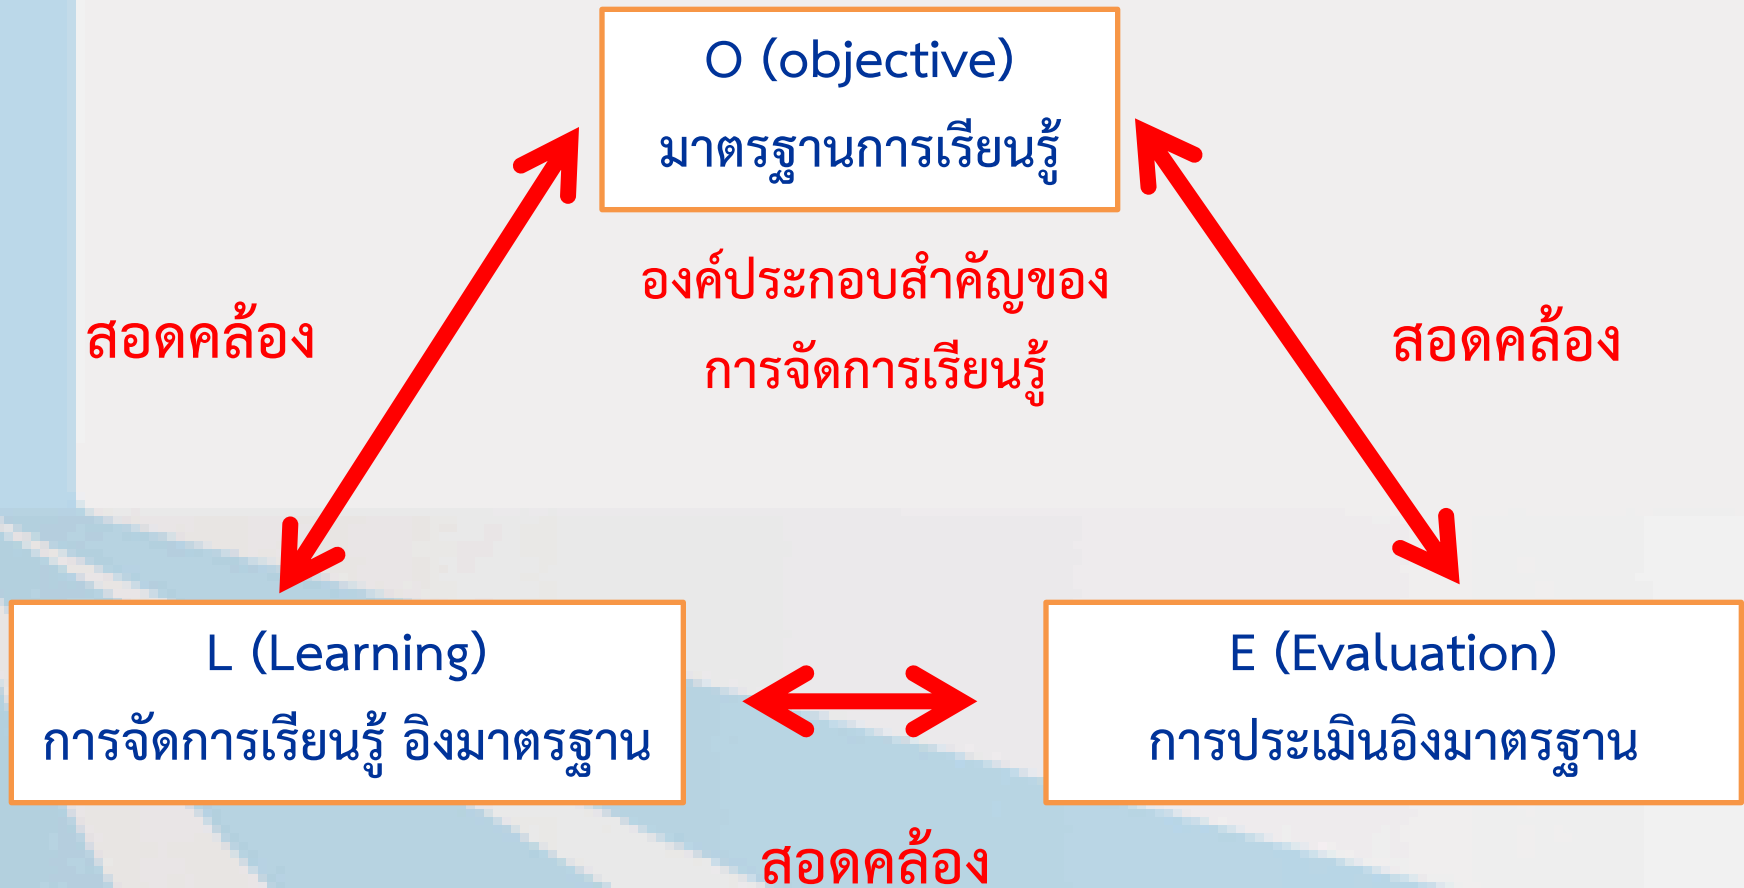 O (objective)
มาตรฐานการเรียนรู้
องค์ประกอบสำคัญของ
การจัดการเรียนรู้
สอดคล้อง
สอดคล้อง
L (Learning)
การจัดการเรียนรู้ อิงมาตรฐาน
E (Evaluation)
การประเมินอิงมาตรฐาน
สอดคล้อง